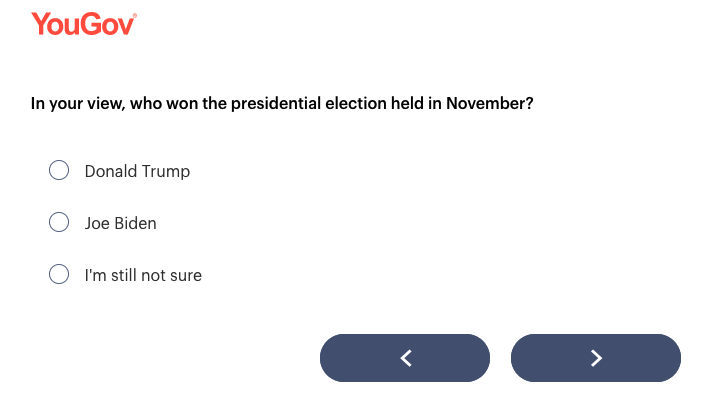 YouGov®
In your view, who won the presidential election held in November?
Donald Trump
Joe Biden
I'm still not sure
<
>